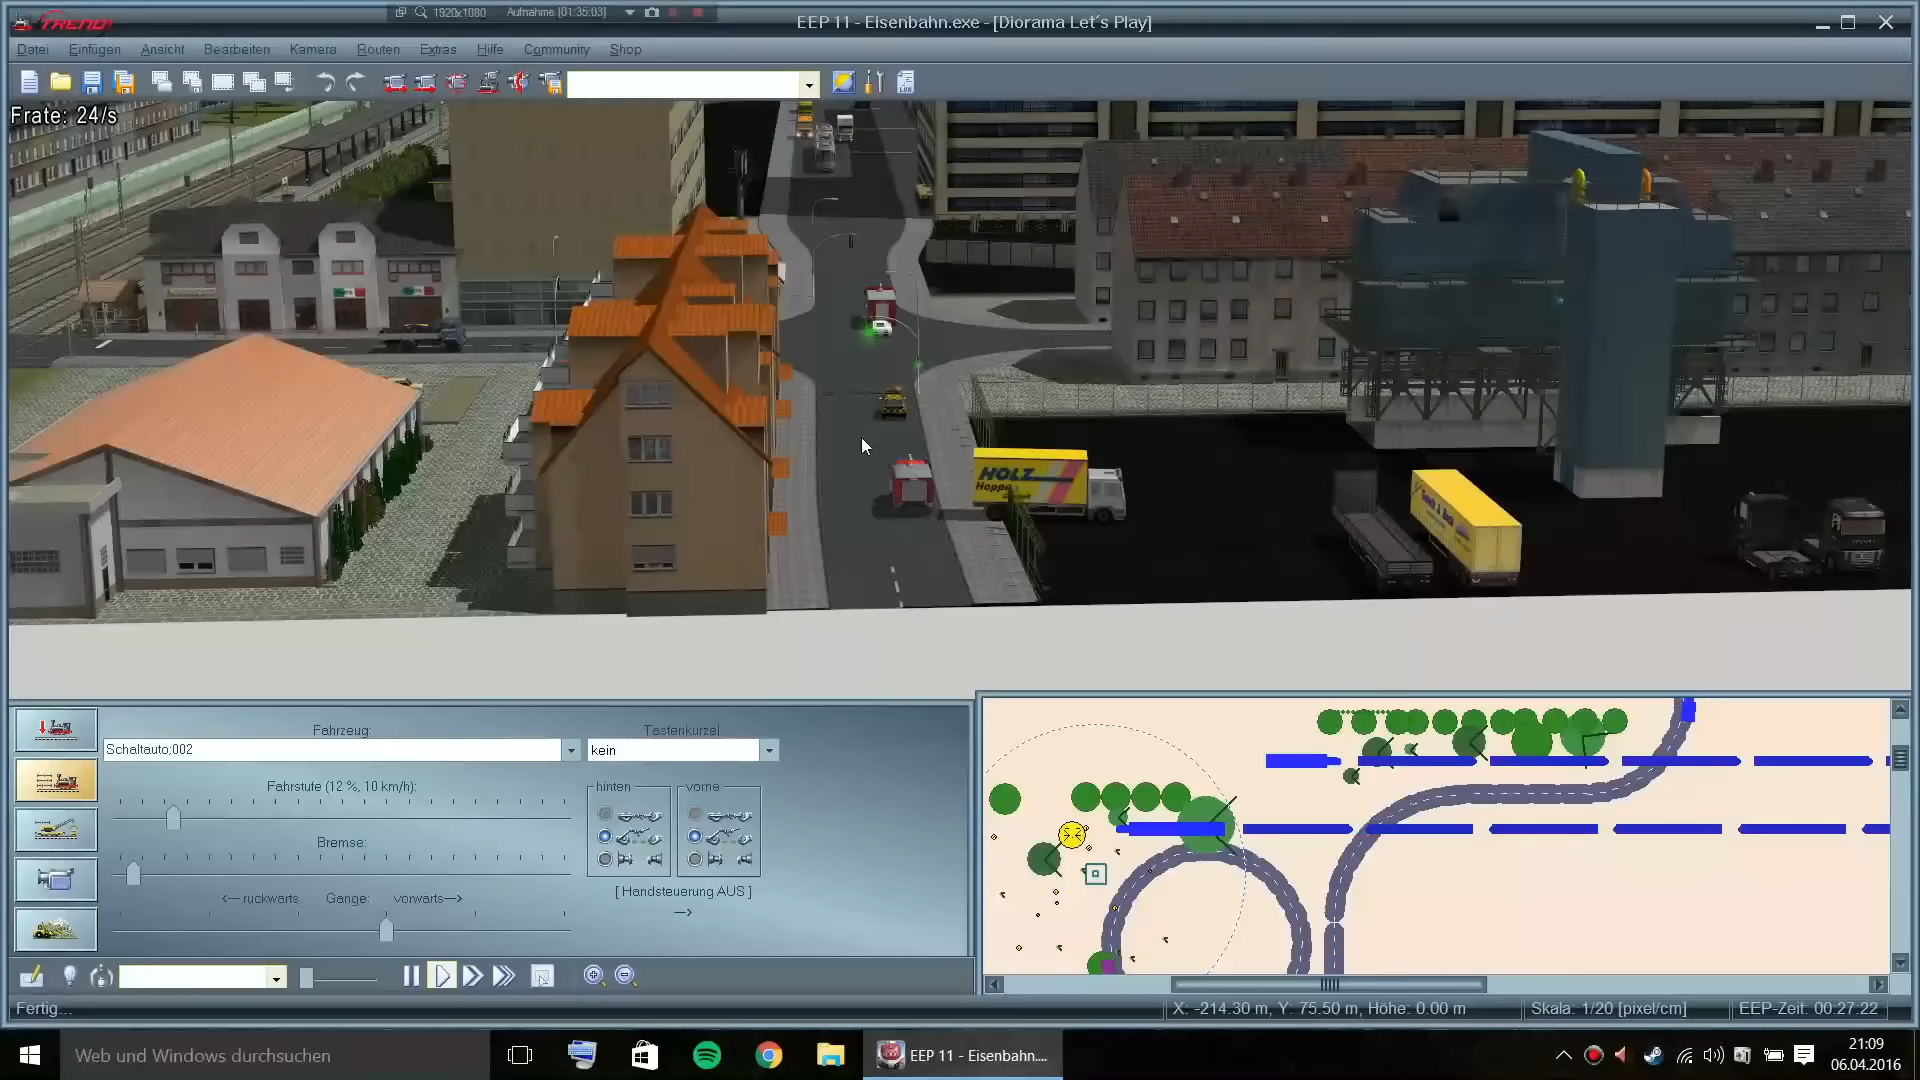 1920x1080 Aufnahme [01:35:03]
TREND
EEP 11 - Eisenbahn.exe - [Diorama Let´s Play]
Datei Einfügen Ansicht Bearbeiten Kamera Routen Extras Hilfe Community Shop
LUA
Frate: 24/s
HOLZ
Hoppe
Fahrzeug:
Tastenkürzel
Schaltauto;002
kein
Fahrstufe (12 %, 10 km/h):
hinten
vorne
Bremse:
[ Handsteuerung AUS ]
<— rückwärts Gänge: vorwärts—>
—>
Fertig...
X: -214.30 m, Y: 75.50 m, Höhe: 0.00 m
Skala: 1/20 [pixel/cm]
EEP-Zeit: 00:27:22
Web und Windows durchsuchen
EEP 11 - Eisenbahn....
21:09
06.04.2016